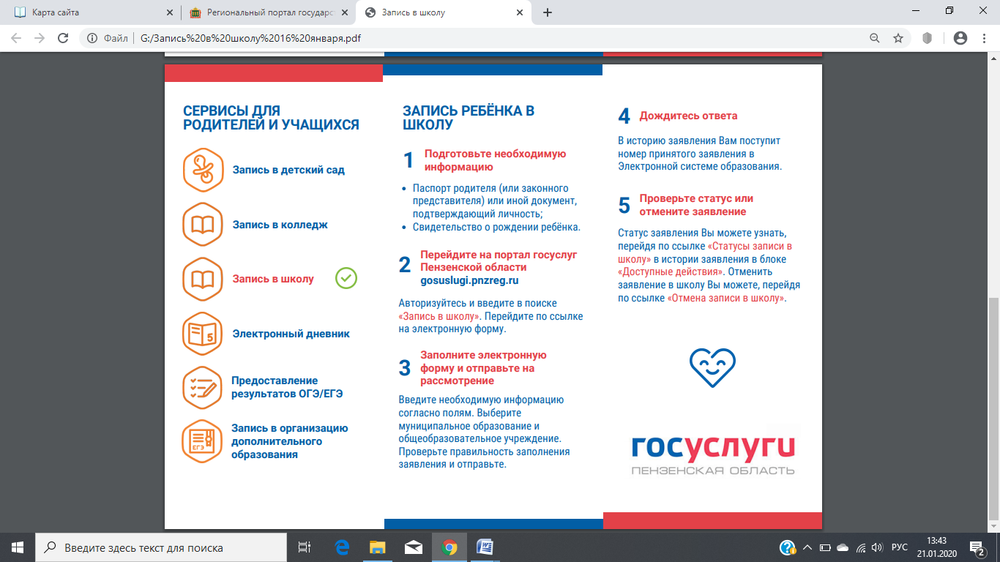 Карта сайта
Региональный портал государст
Запись в школу
Файл
G:/Запись%20в%20школу%2016%20января.pdf
СЕРВИСЫ ДЛЯ
РОДИТЕЛЕЙ И УЧАЩИХСЯ
Запись в детский сад
Запись в колледж
Запись в школу
5
Электронный дневник
Предоставление
результатов ОГЭ/ЕГЭ
ЕГЭ
Запись в организацию
дополнительного
образования
ЗАПИСЬ РЕБЁНКА В
ШКОЛУ
1 Подготовьте необходимую
информацию
• Паспорт родителя (или законного
представителя) или иной документ,
подтверждающий личность;
• Свидетельство о рождении ребёнка.
2 Перейдите на портал госуслуг
Пензенской области
gosuslugi.pnzreg.ru
Авторизуйтесь и введите в поиске
«Запись в школу». Перейдите по ссылке
на электронную форму.
3 Заполните электронную
форму и отправьте на
рассмотрение
Введите необходимую информацию
согласно полям. Выберите
муниципальное образование и
общеобразовательное учреждение.
Проверьте правильность заполнения
заявления и отправьте.
4 Дождитесь ответа
В историю заявления Вам поступит
номер принятого заявления в
Электронной системе образования.
5 Проверьте статус или
отмените заявление
Статус заявления Вы можете узнать,
перейдя по ссылке «Статусы записи в
школу» в истории заявления в блоке
«Доступные действия». Отменить
заявление в школу Вы можете, перейдя
по ссылке «Отмена записи в школу».
госуслуги
ПЕНЗЕНСКАЯ ОБЛАСТЬ
Введите здесь текст для поиска
РУС
13:43
21.01.2020
2